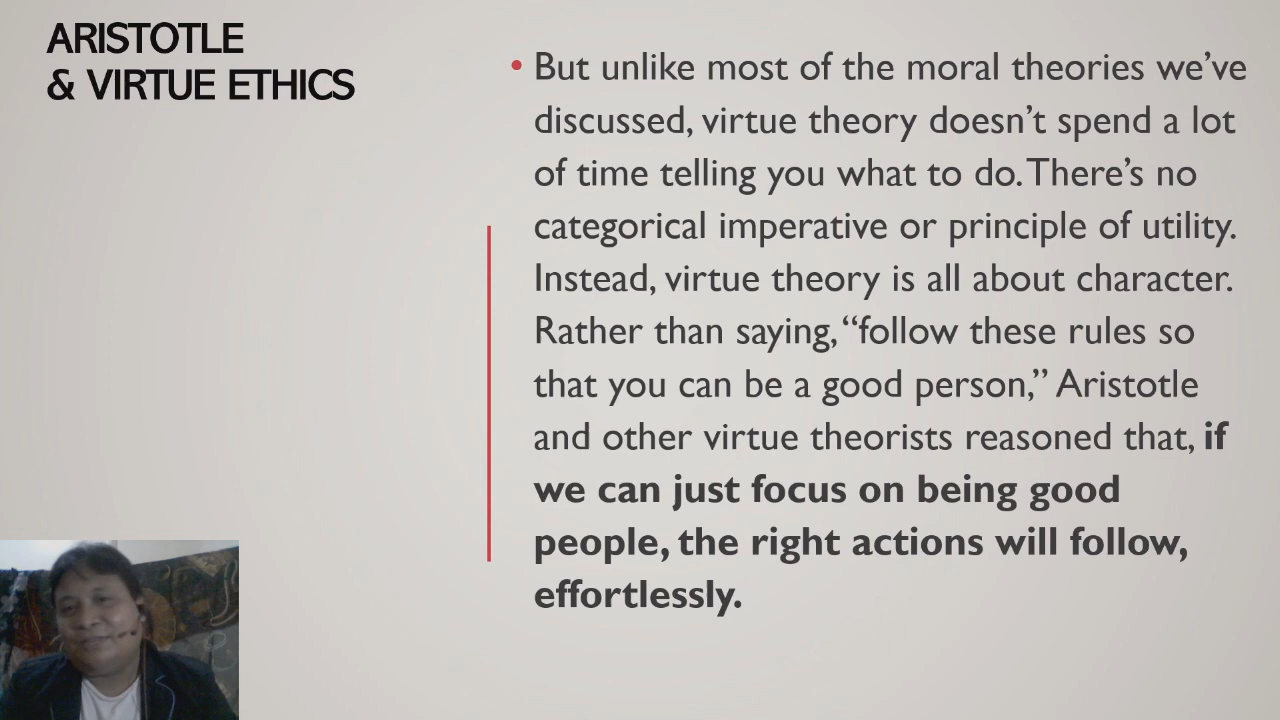 ARISTOTLE
& VIRTUE ETHICS
• But unlike most of the moral theories we’ve
discussed, virtue theory doesn’t spend a lot
of time telling you what to do. There’s no
categorical imperative or principle of utility.
Instead, virtue theory is all about character.
Rather than saying, “follow these rules so
that you can be a good person,” Aristotle
and other virtue theorists reasoned that, if
we can just focus on being good
people, the right actions will follow,
effortlessly.